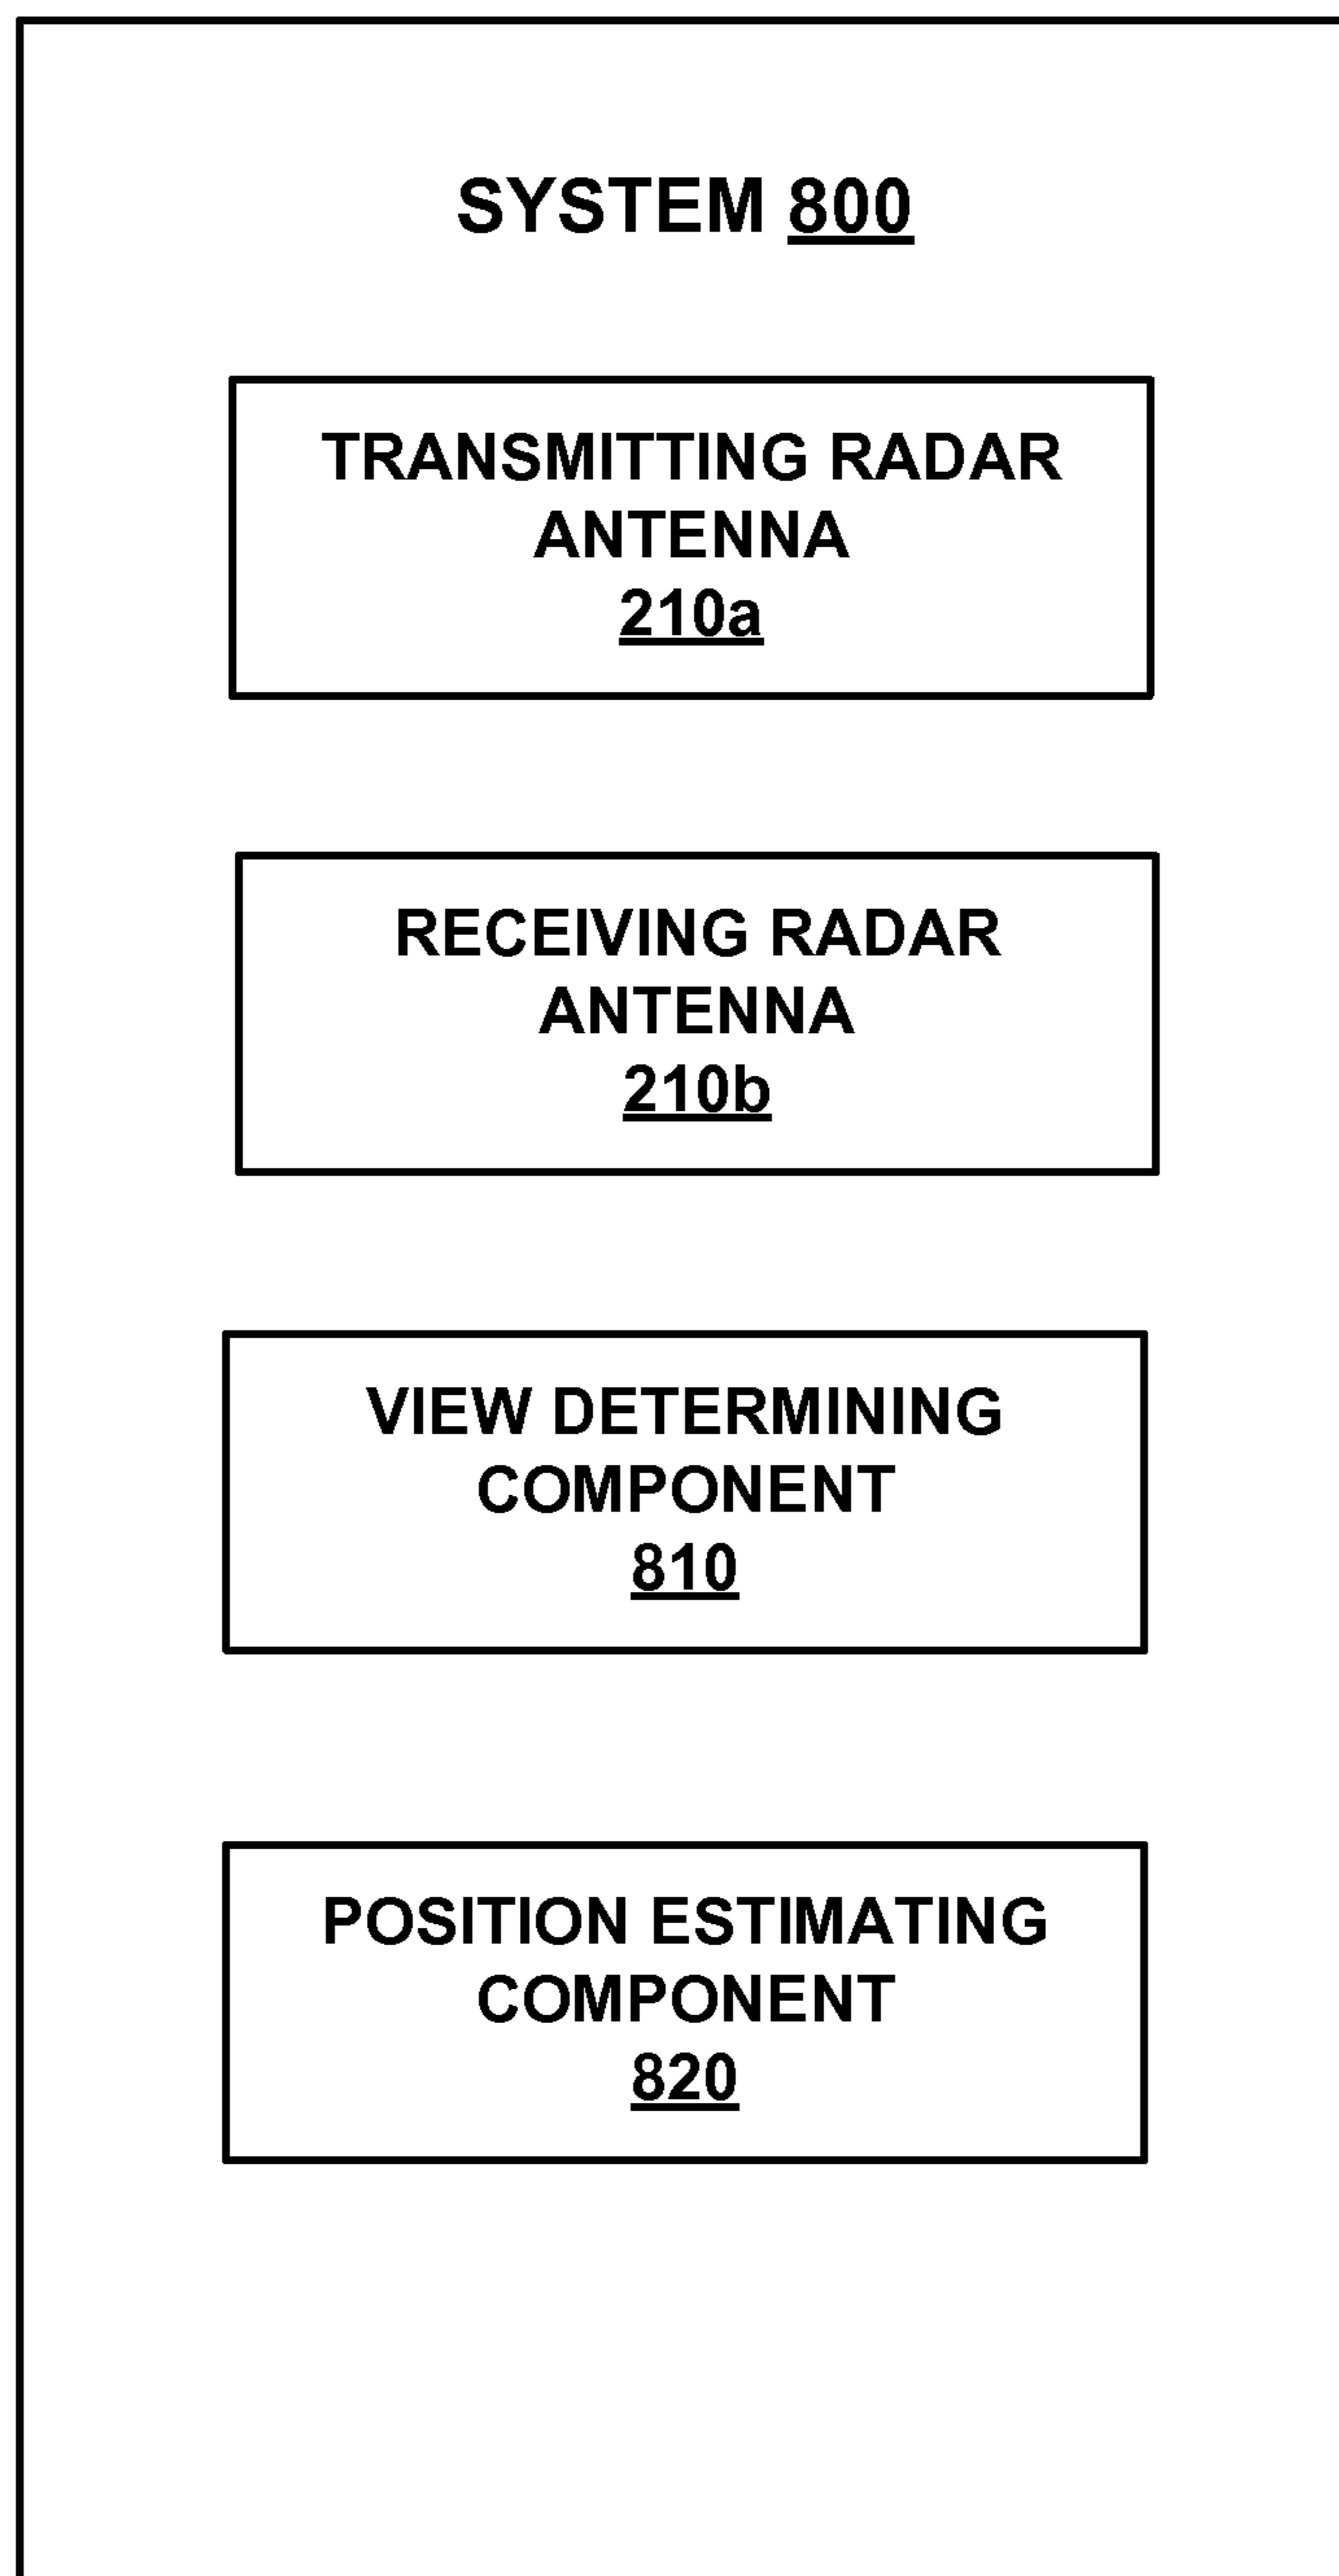 SYSTEM 800
TRANSMITTING RADAR
ANTENNA
210a
RECEIVING RADAR
ANTENNA
210b
VIEW DETERMINING
COMPONENT
810
POSITION ESTIMATING
COMPONENT
820